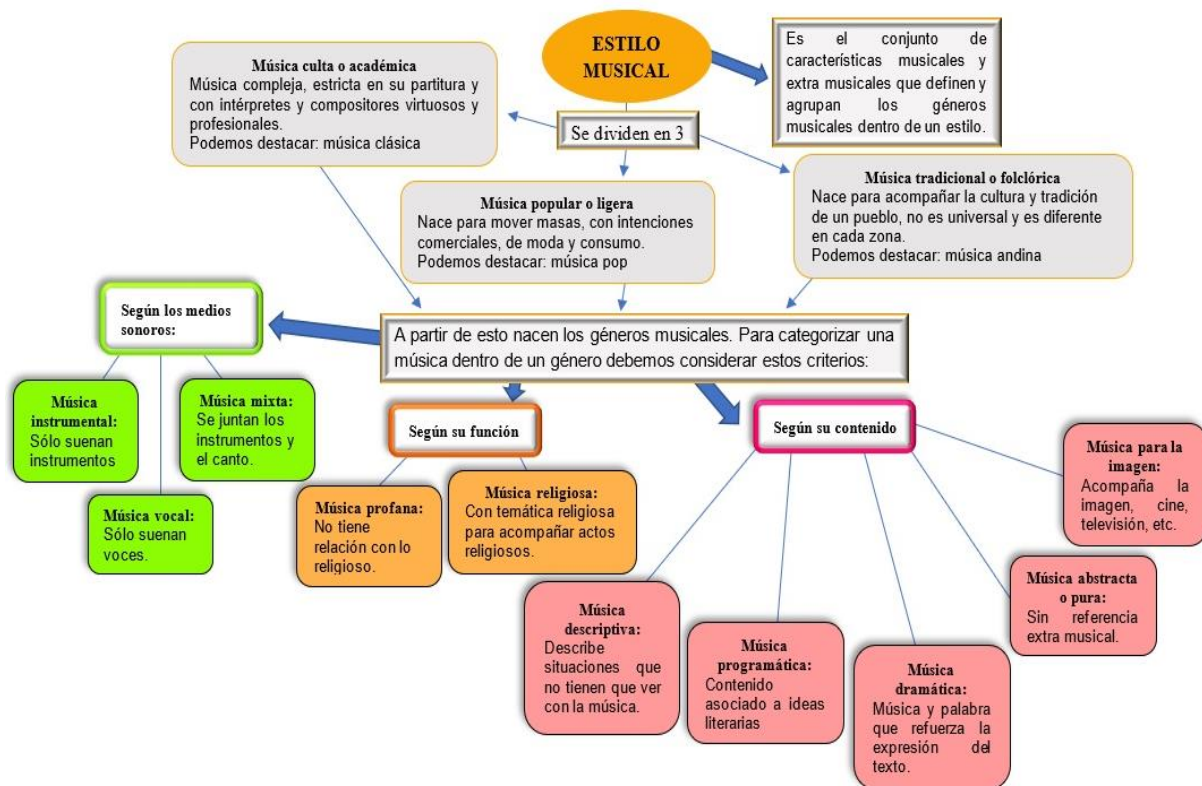 ESTILO
MUSICAL
Es el conjunto de
características musicales y
extra musicales que definen y
agrupan los géneros
musicales dentro de un estilo.
Se dividen en 3
Música culta o académica
Música compleja, estricta en su partitura y
con intérpretes y compositores virtuosos y
profesionales.
Podemos destacar: música clásica
Música popular o ligera
Nace para mover masas, con intenciones
comerciales, de moda y consumo.
Podemos destacar: música pop
Música tradicional o folclórica
Nace para acompañar la cultura y tradición
de un pueblo, no es universal y es diferente
en cada zona.
Podemos destacar: música andina
A partir de esto nacen los géneros musicales. Para categorizar una
música dentro de un género debemos considerar estos criterios:
Según los medios
sonoros:
Música
instrumental:
Sólo suenan
instrumentos
Música vocal:
Sólo suenan
voces.
Música mixta:
Se juntan los
instrumentos y
el canto.
Según su función
Música profana:
No tiene
relación con lo
religioso.
Música religiosa:
Con temática religiosa
para acompañar actos
religiosos.
Según su contenido
Música
descriptiva:
Describe
situaciones que
no tienen que ver
con la música.
Música
programática:
Contenido
asociado a ideas
literarias
Música
dramática:
Música y palabra
que refuerza la
expresión del
texto.
Música abstracta
o pura:
Sin referencia
extra musical.
Música para la
imagen:
Acompaña la
imagen, cine,
televisión, etc.